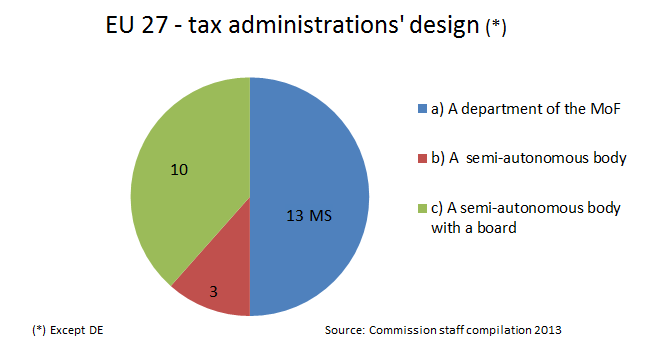 EU 27 - tax administrations' design (*)
10
13 MS
3
a) A department of the MoF
b) A semi-autonomous body
c) A semi-autonomous body
with a board
(*) Except DE
Source: Commission staff compilation 2013